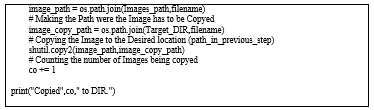 image_path = os.path.join(Images_path,filename)
# Making the Path were the Image has to be Copyed
image_copy_path = os.path.join(Target_DIR,filename)
# Copying the Image to the Desired location (path_in_previous_step)
shutil.copy2(image_path,image_copy_path)
# Counting the number of Images being copyed
co += 1
print("Copied",co," to DIR.")